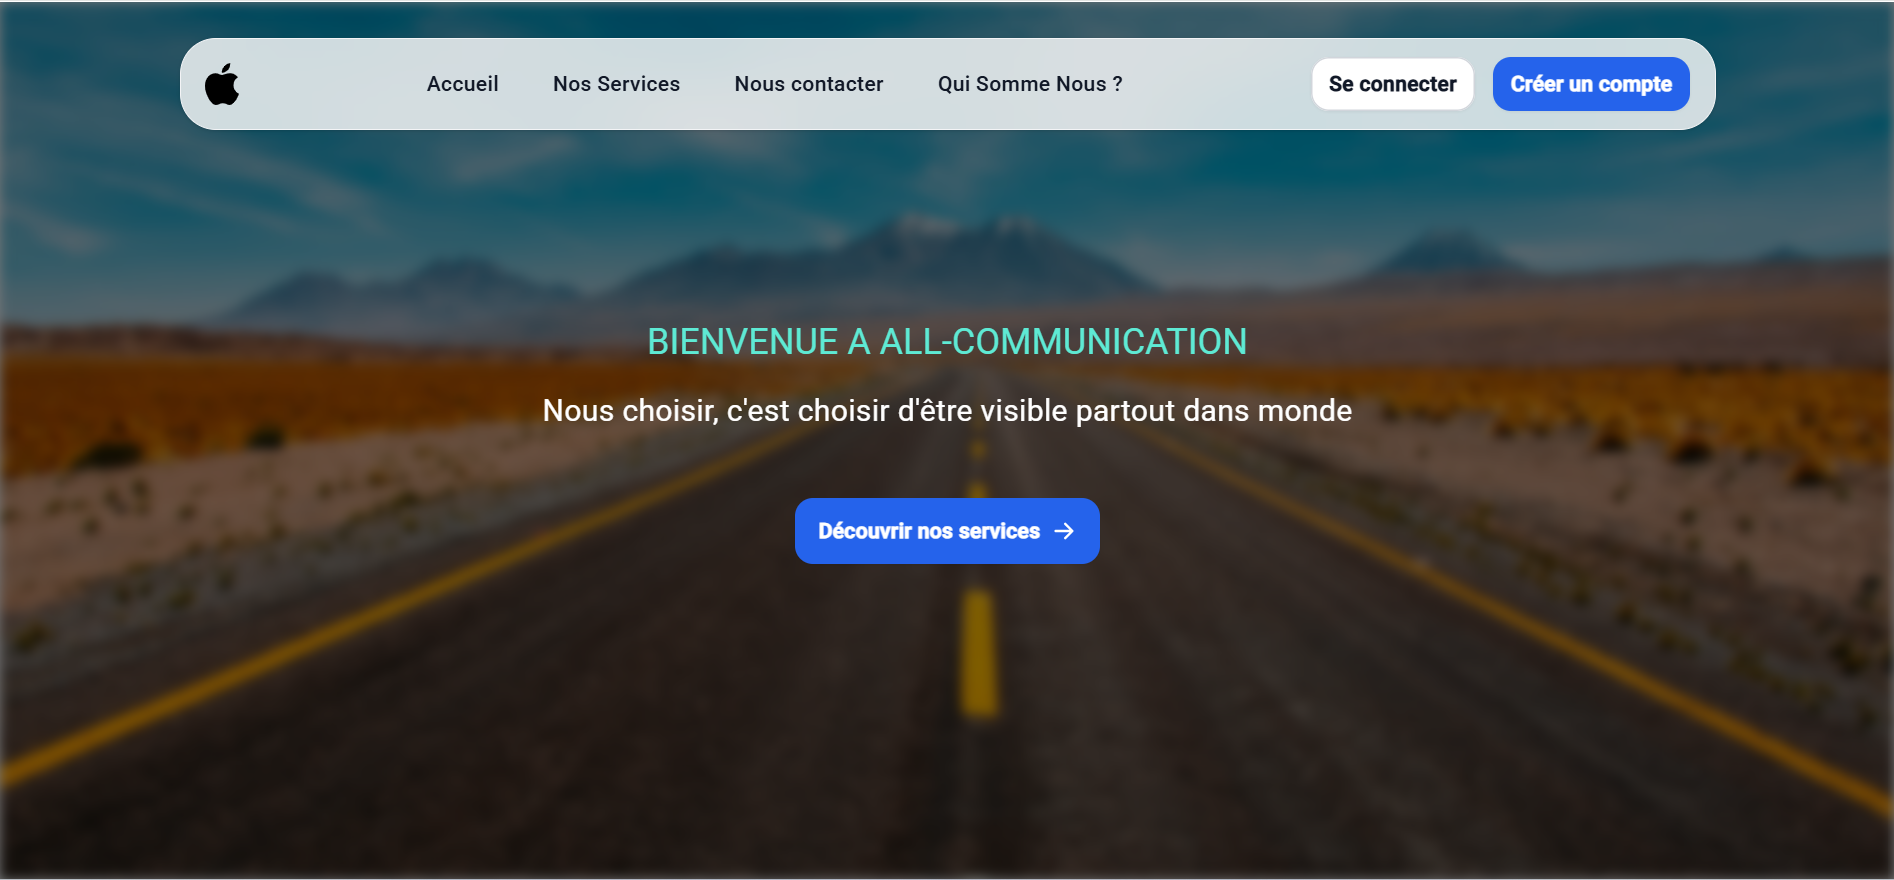 Accueil
Nos Services
Nous contacter
Qui Somme Nous ?
Se connecter
Créer un compte
BIENVENUE A ALL-COMMUNICATION
Nous choisir, c'est choisir d'être visible partout dans monde
Découvrir nos services